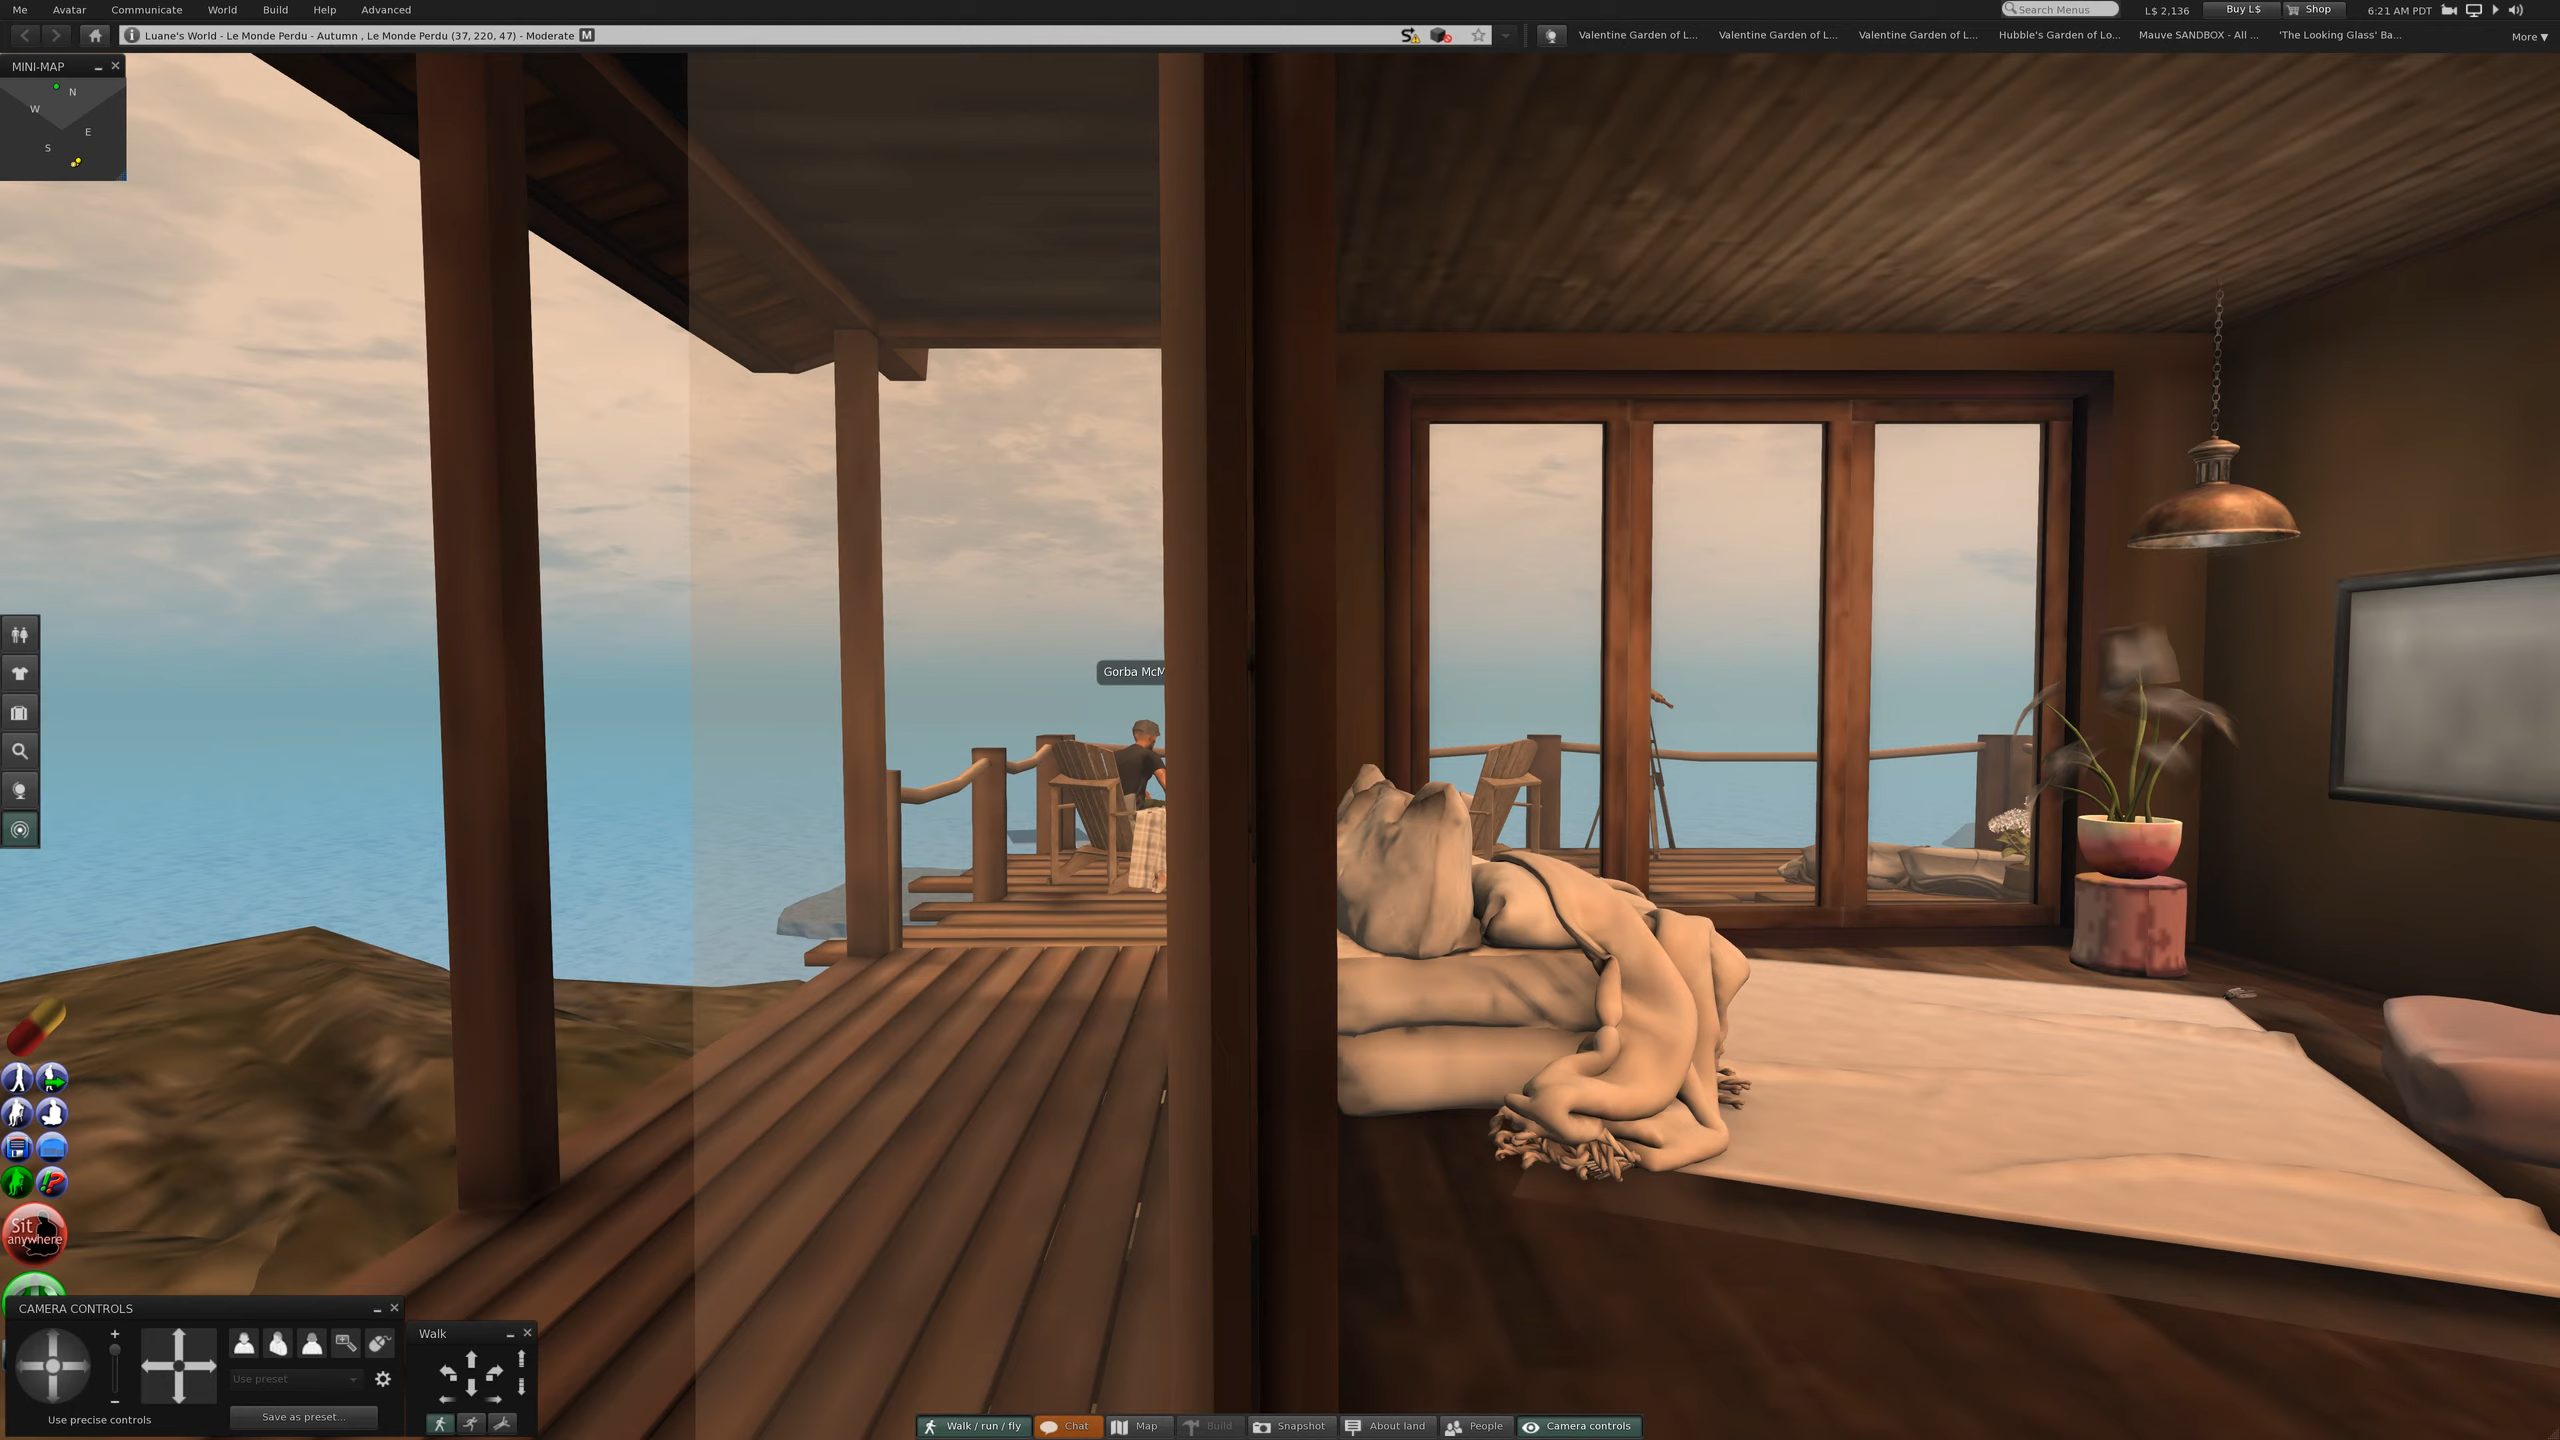 Me Avatar Communicate World Build Help Advanced
Search Menus L$ 2,136 Buy L$ Shop 6:21 AM PDT
Luane's World - Le Monde Perdu - Autumn , Le Monde Perdu (37, 220, 47) - Moderate M
Valentine Garden of L... Valentine Garden of L... Valentine Garden of L... Hubble's Garden of Lo... Mauve SANDBOX - All ... 'The Looking Glass' Ba... More ▼
MINI-MAP
N
W
E
S
Gorba McM
Sit
anywhere
CAMERA CONTROLS
Use preset
Use precise controls
Save as preset...
Walk
Walk / run / fly Chat Map Build Snapshot About land People Camera controls